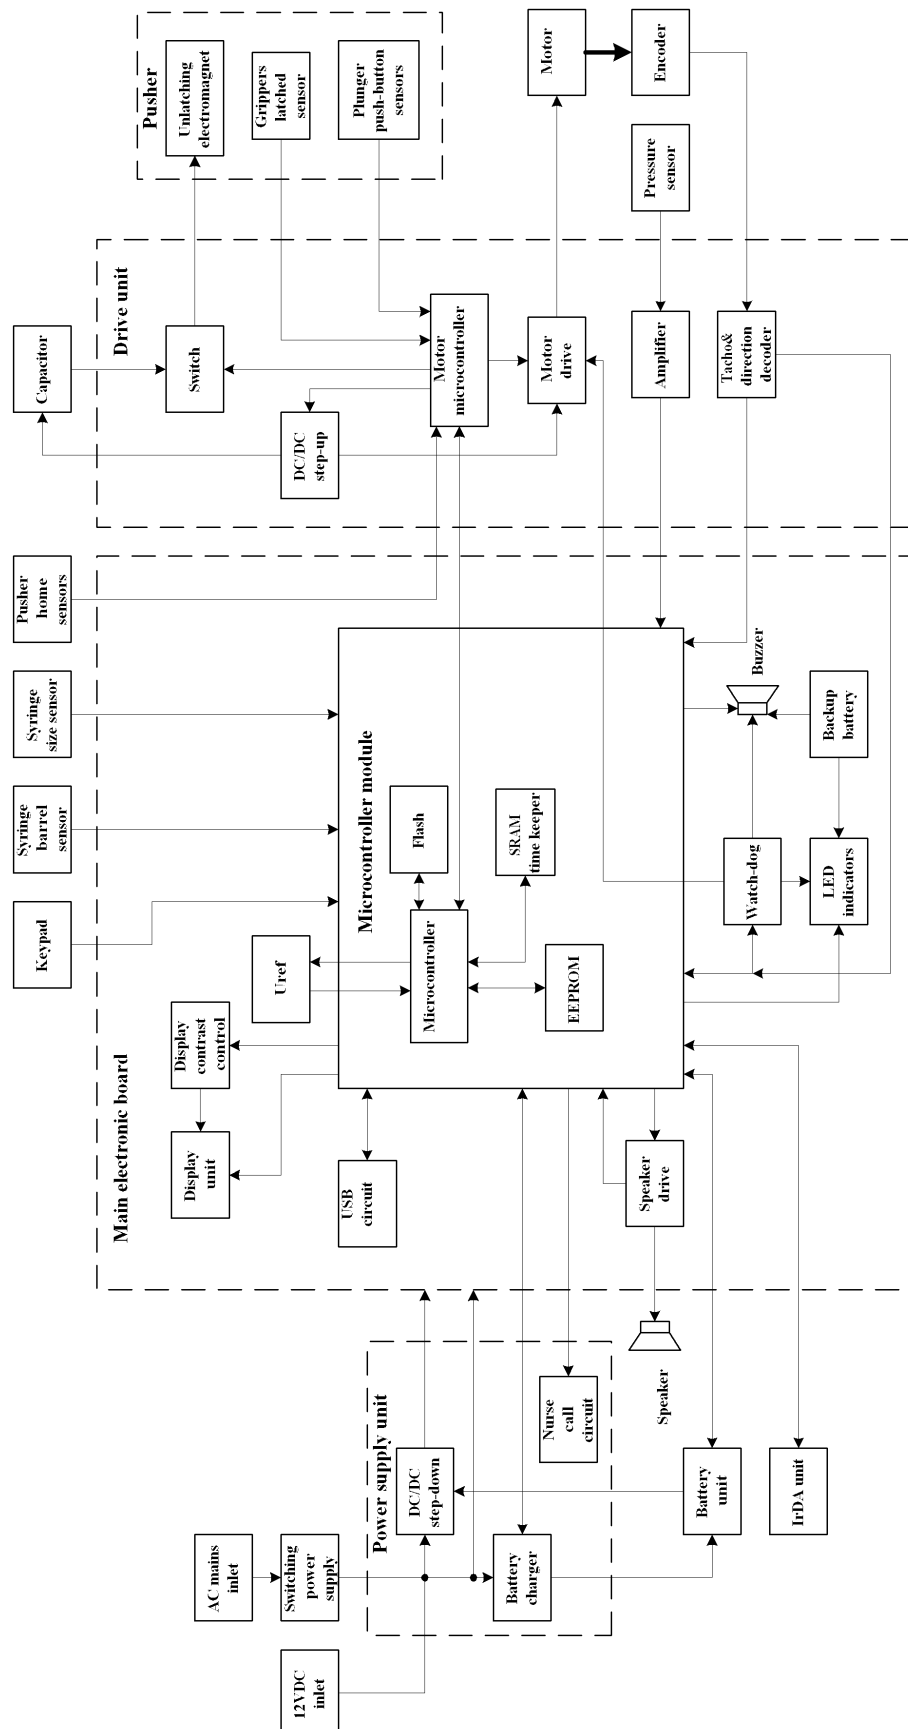 AC mains
inlet
Switching
power
supply
12VDC
inlet
Power supply unit
DC/DC
step-down
Battery
charger
Nurse
call
circuit
Speaker
Battery
unit
IrDA unit
Main electronic board
Display
unit
Display
contrast
control
USB
circuit
Speaker
drive
Uref
Microcontroller module
Microcontroller
Flash
SRAM
time keeper
EEPROM
Watch-dog
LED
indicators
Buzzer
Backup
battery
Keypad
Syringe
barrel
sensor
Syringe
size sensor
Pusher
home
sensors
Drive unit
Capacitor
Switch
DC/DC
step-up
Motor
microcontroller
Motor
drive
Amplifier
Tacho&
direction
decoder
Pusher
Unlatching
electromagnet
Grippers
latched
sensor
Plunger
push-button
sensors
Motor
Encoder
Pressure
sensor